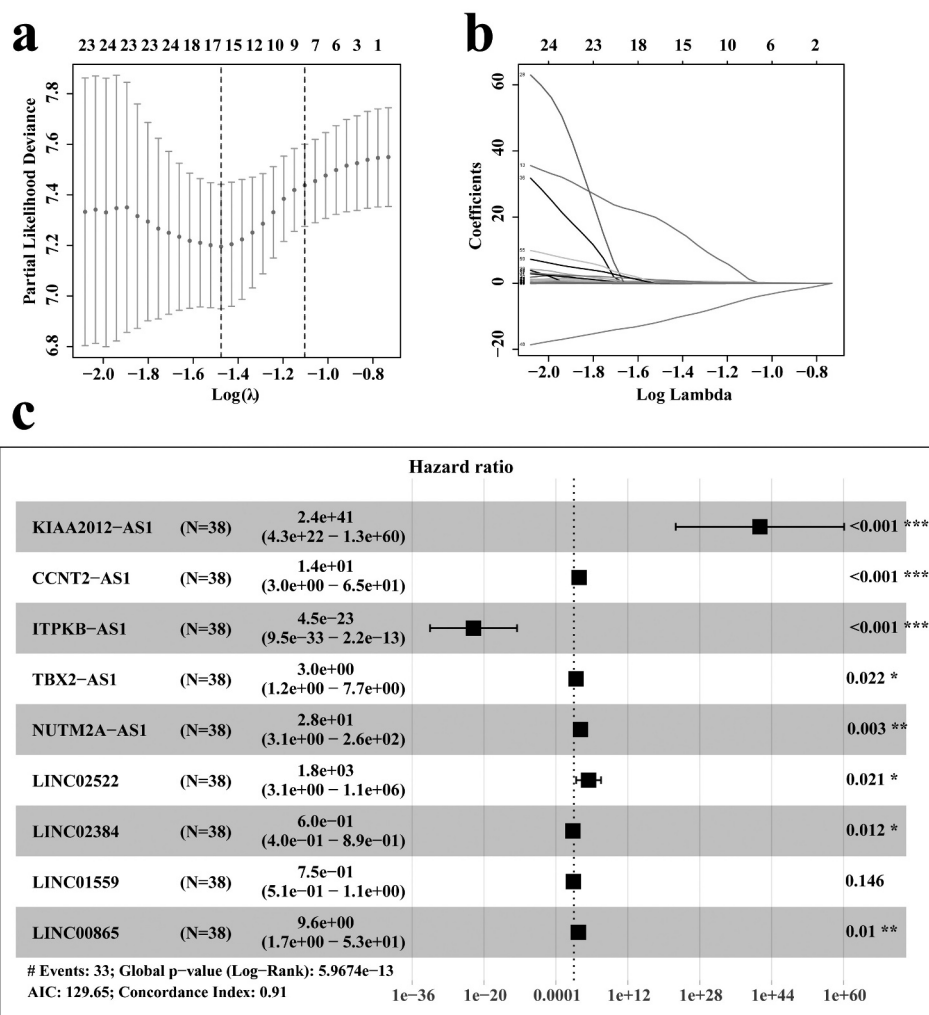 a
23 24 23 23 24 18 17 15 12 10 9 7 6 3 1
Partial Likelihood Deviance
7.8
7.6
7.4
7.2
7.0
6.8
−2.0 −1.8 −1.6 −1.4 −1.2 −1.0 −0.8
Log(λ)
b
24 23 18 15 10 6 2
Coefficients
60
40
20
0
−20
−2.0 −1.8 −1.6 −1.4 −1.2 −1.0 −0.8
Log Lambda
c
Hazard ratio
KIAA2012−AS1 (N=38) 2.4e+41 <0.001 ***
(4.3e+22 − 1.3e+60)
CCNT2−AS1 (N=38) 1.4e+01 <0.001 ***
(3.0e+00 − 6.5e+01)
ITPKB−AS1 (N=38) 4.5e−23 <0.001 ***
(9.5e−33 − 2.2e−13)
TBX2−AS1 (N=38) 3.0e+00 0.022 *
(1.2e+00 − 7.7e+00)
NUTM2A−AS1 (N=38) 2.8e+01 0.003 **
(3.1e+00 − 2.6e+02)
LINC02522 (N=38) 1.8e+03 0.021 *
(3.1e+00 − 1.1e+06)
LINC02384 (N=38) 6.0e−01 0.012 *
(4.0e−01 − 8.9e−01)
LINC01559 (N=38) 7.5e−01 0.146
(5.1e−01 − 1.1e+00)
LINC00865 (N=38) 9.6e+00 0.01 **
(1.7e+00 − 5.3e+01)
# Events: 33; Global p−value (Log−Rank): 5.9674e−13
AIC: 129.65; Concordance Index: 0.91
1e−36 1e−20 0.0001 1e+12 1e+28 1e+44 1e+60